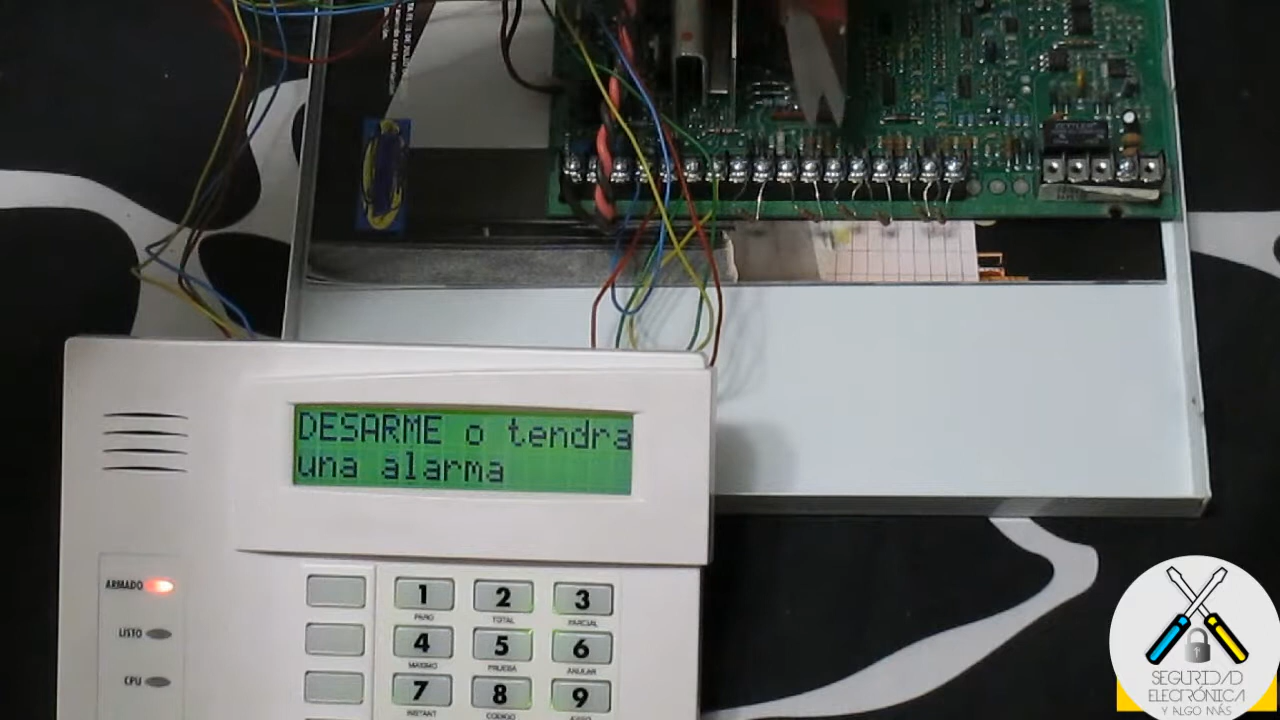 DESARME o tendra
una alarma
ARMADO
LISTO
CPU
1
2
3
PARO
TOTAL
PARCIAL
4
5
6
MAXIMO
PRUEBA
ANULAR
7
8
9
INSTANT
CODIGO
SEGURIDAD
ELECTRÓNICA
Y ALGO MÁS